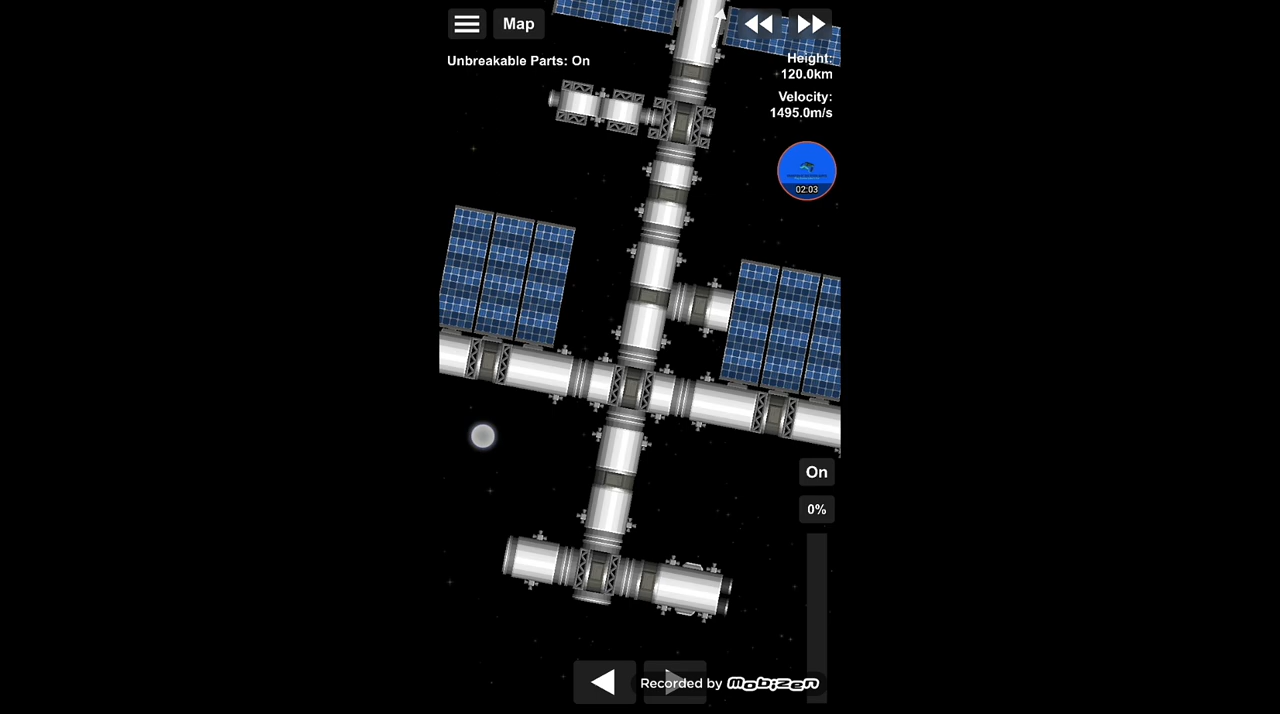 Map
Unbreakable Parts: On
Height:
120.0km
Velocity:
1495.0m/s
02:03
On
0%
Recorded by Mobizen